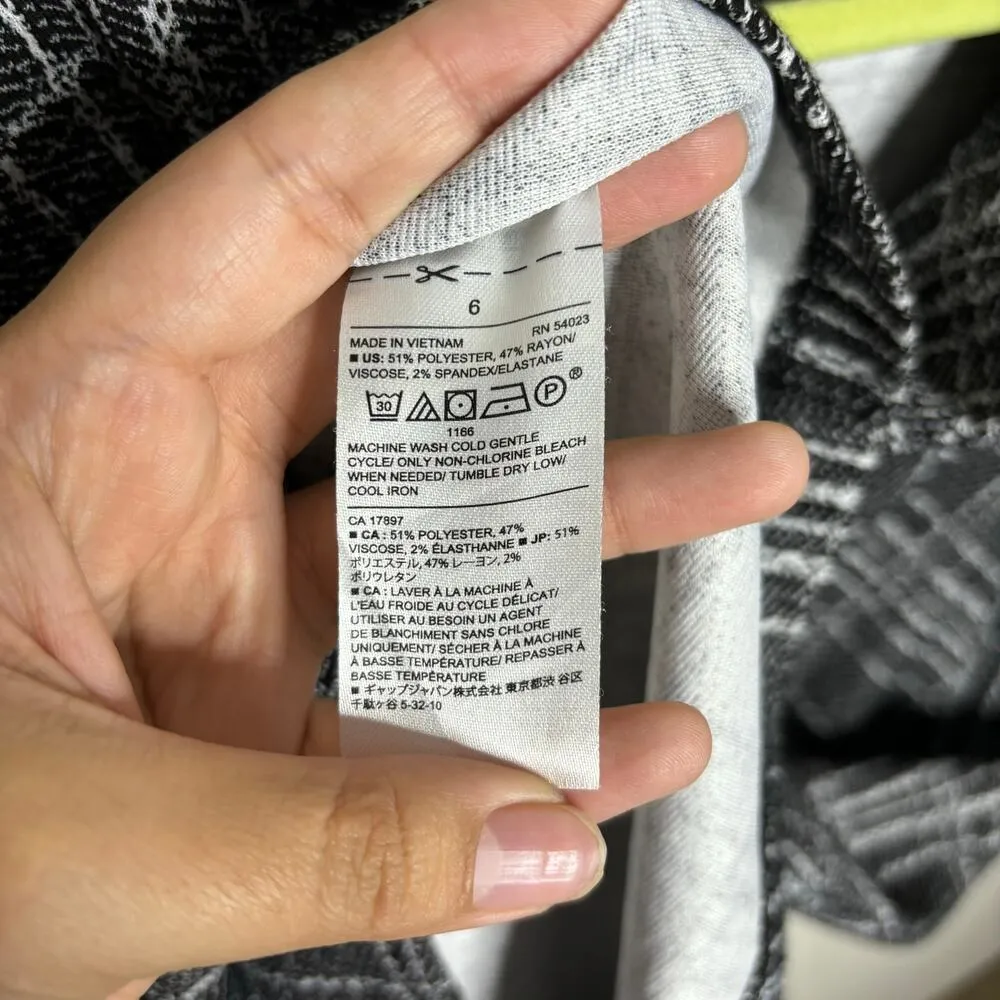 6
RN 54023
MADE IN VIETNAM
■ US: 51% POLYESTER, 47% RAYON/
VISCOSE, 2% SPANDEX/ELASTANE
30 P ®
1166
MACHINE WASH COLD GENTLE
CYCLE/ ONLY NON-CHLORINE BLEACH
WHEN NEEDED/ TUMBLE DRY LOW/
COOL IRON
CA 17897
■ CA : 51% POLYESTER, 47%
VISCOSE, 2% ÉLASTHANNE ■ JP: 51%
ポリエステル, 47% レーヨン, 2%
ポリウレタン
■ CA : LAVER À LA MACHINE À
L'EAU FROIDE AU CYCLE DÉLICAT/
UTILISER AU BESOIN UN AGENT
DE BLANCHIMENT SANS CHLORE
UNIQUEMENT/ SÉCHER À LA MACHINE
À BASSE TEMPÉRATURE/ REPASSER À
BASSE TEMPÉRATURE
■ ギャップジャパン株式会社 東京都渋 谷区
千駄ヶ谷 5-32-10